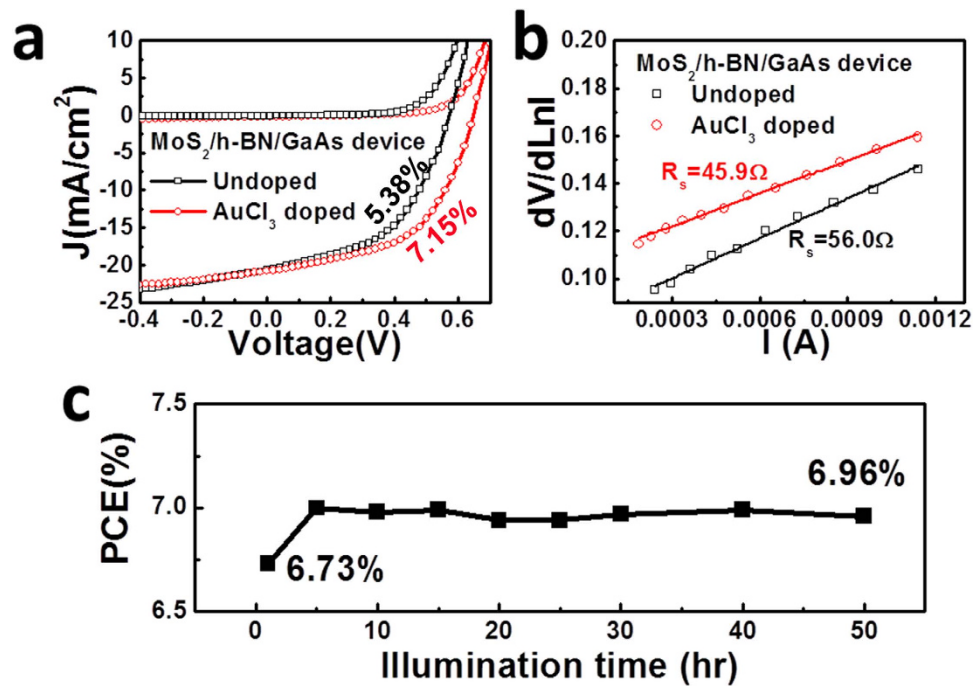 a
10
5
0
-5
-10
-15
-20
-25
J(mA/cm²)
MoS₂/h-BN/GaAs device
Undoped
AuCl₃ doped
5.38%
7.15%
-0.4 -0.2 0.0 0.2 0.4 0.6
Voltage(V)
b
0.20
0.18
0.16
0.14
0.12
0.10
dV/dLnI
MoS₂/h-BN/GaAs device
Undoped
AuCl₃ doped
Rₛ=45.9Ω
Rₛ=56.0Ω
0.0003 0.0006 0.0009 0.0012
I (A)
c
7.5
7.0
6.5
PCE(%)
6.73%
6.96%
0 10 20 30 40 50
Illumination time (hr)